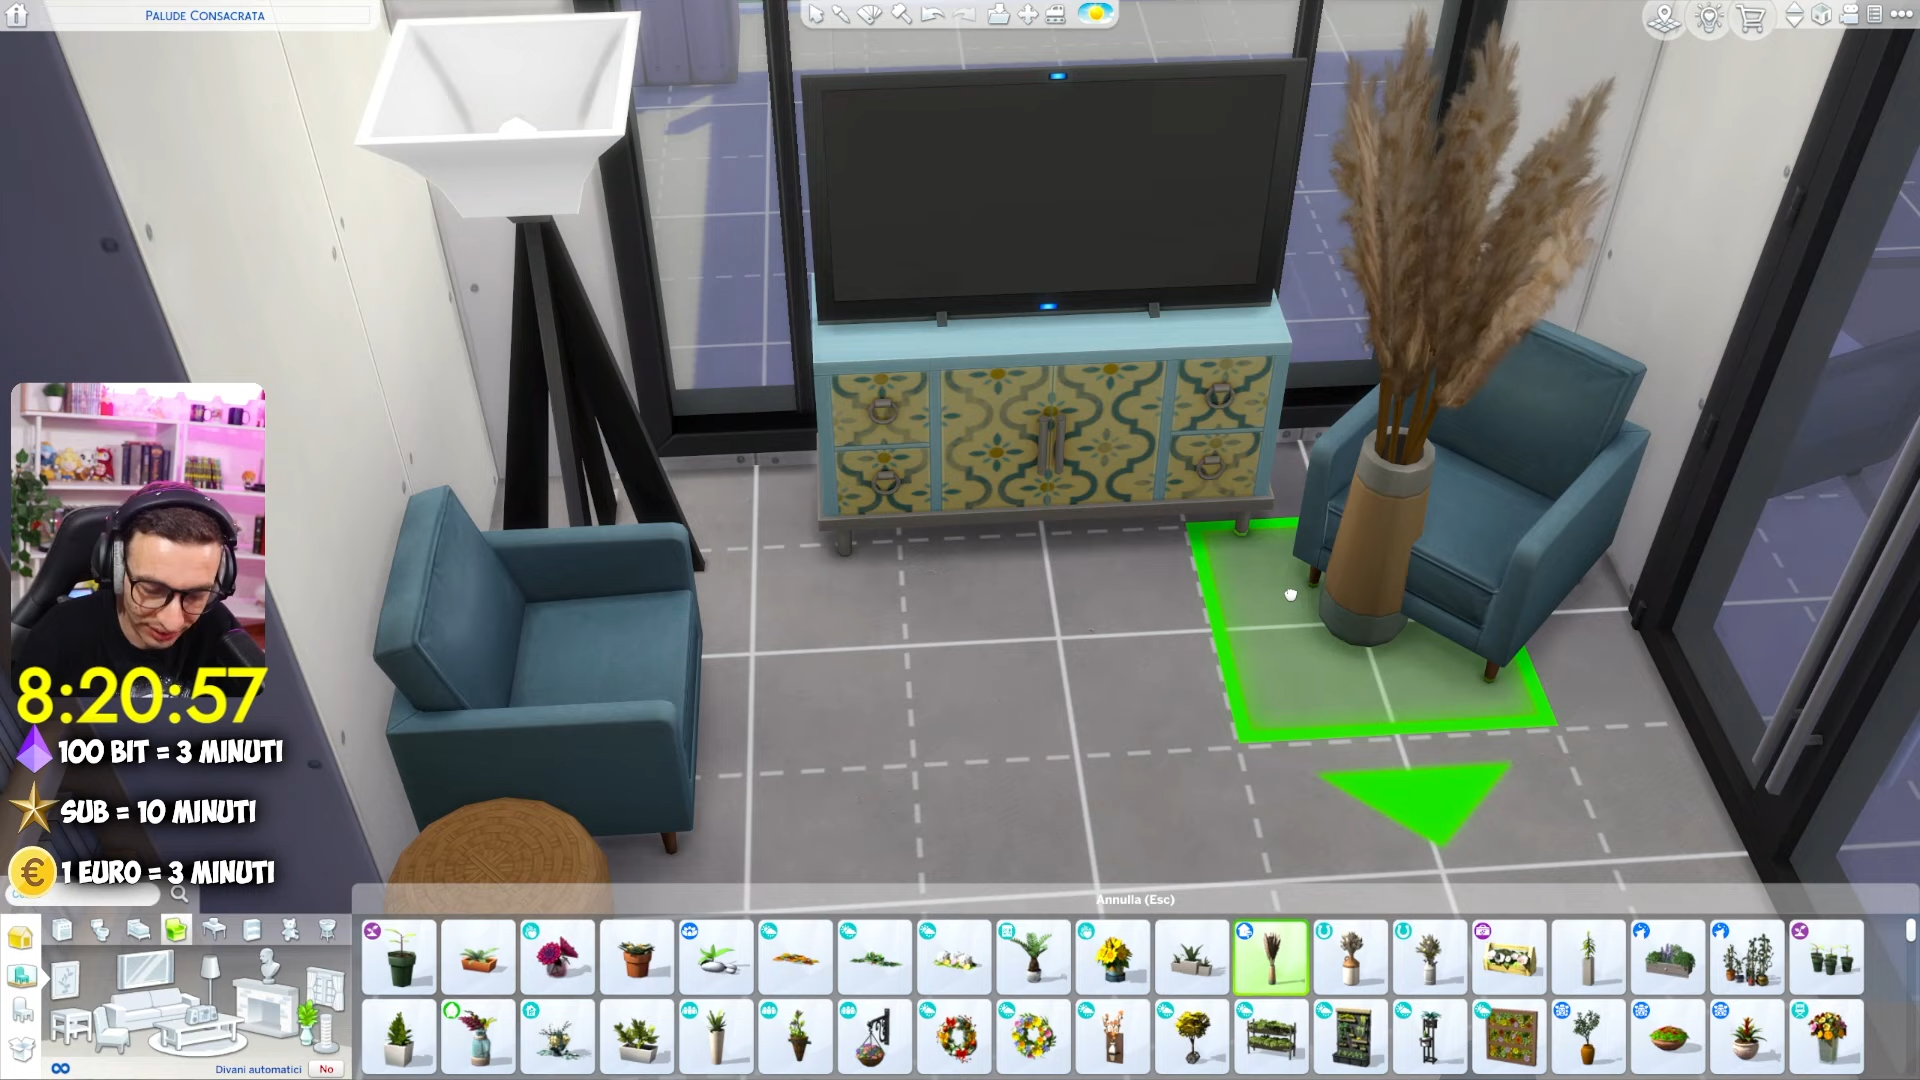 PALUDE CONSACRATA
8:20:57
100 BIT = 3 MINUTI
SUB = 10 MINUTI
€ 1 EURO = 3 MINUTI
Annulla (Esc)
Divani automatici No